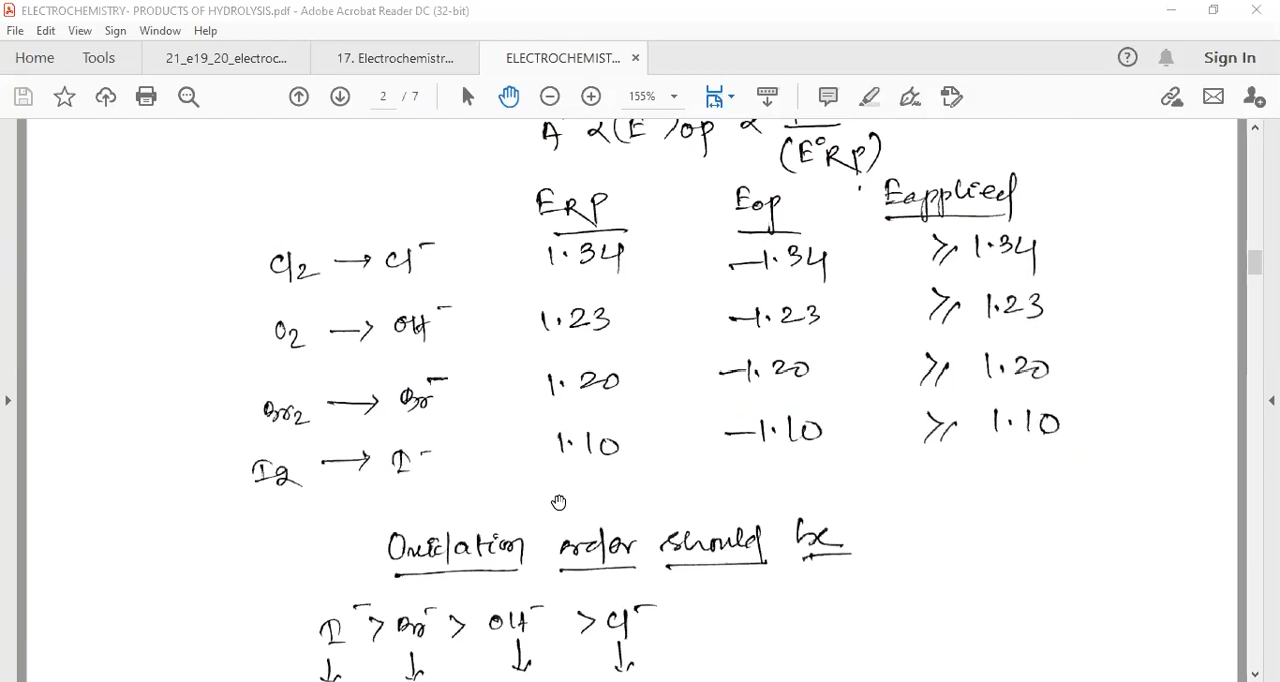 ELECTROCHEMISTRY- PRODUCTS OF HYDROLYSIS.pdf - Adobe Acrobat Reader DC (32-bit)
File Edit View Sign Window Help
Home Tools 21_e19_20_electroc... 17. Electrochemistr... ELECTROCHEMIST... × Sign In
2 / 7 155%
A ∝ (E )op ∝ (E°RP)
ERP Eop Eapplied
Cl2 → Cl⁻ 1.34 −1.34 ⩾ 1.34
O2 → OH⁻ 1.23 −1.23 ⩾ 1.23
Br2 → Br⁻ 1.20 −1.20 ⩾ 1.20
I2 → I⁻ 1.10 −1.10 ⩾ 1.10
Oxidation order should be
I⁻ > Br⁻ > OH⁻ > Cl⁻
↓ ↓ ↓ ↓